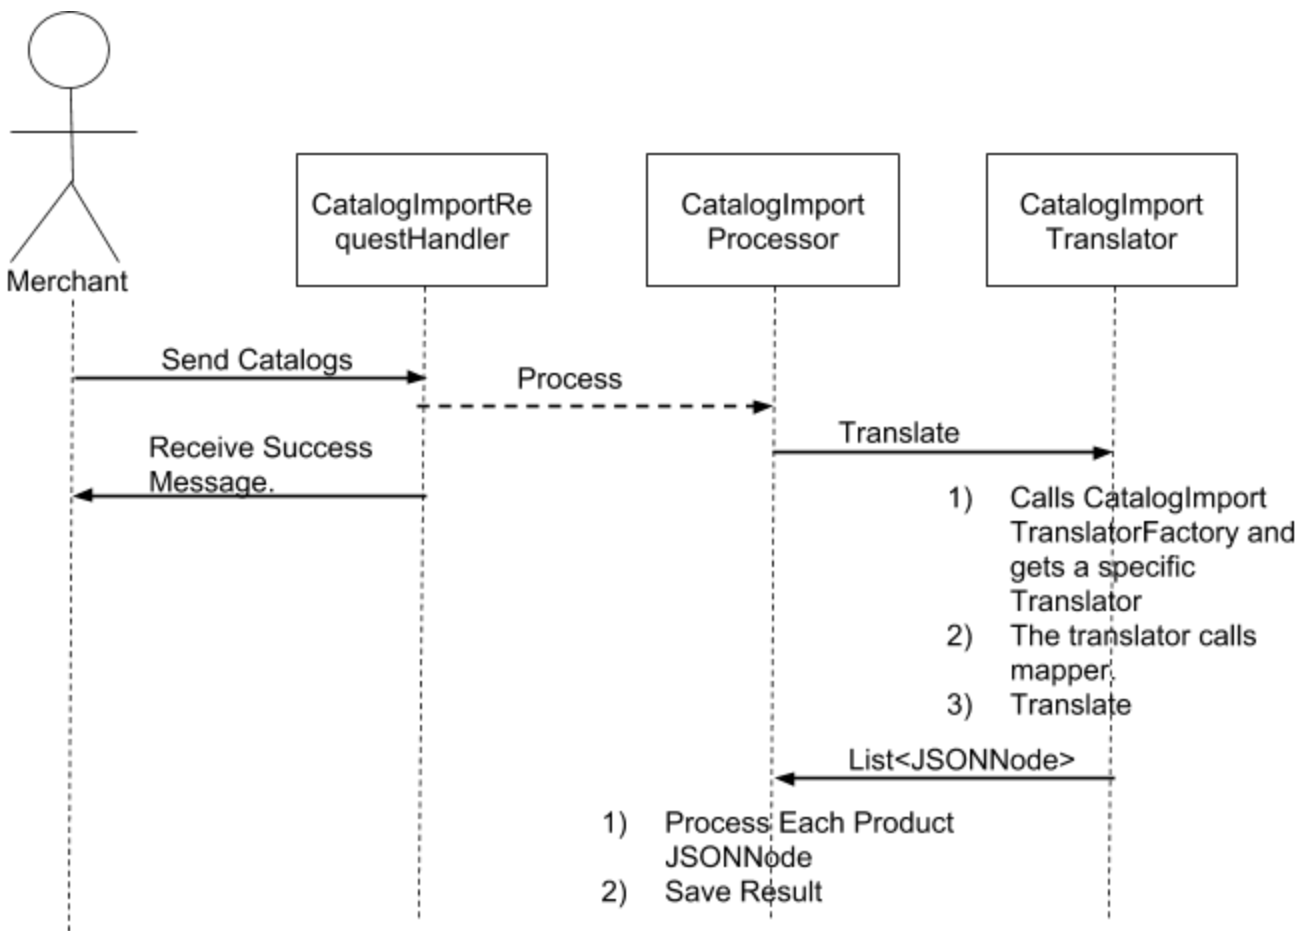 Merchant
CatalogImportRe
questHandler
CatalogImport
Processor
CatalogImport
Translator
Send Catalogs
Process
Translate
Receive Success
Message.
1) Calls CatalogImport
TranslatorFactory and
gets a specific
Translator
2) The translator calls
mapper.
3) Translate
List<JSONNode>
1) Process Each Product
JSONNode
2) Save Result